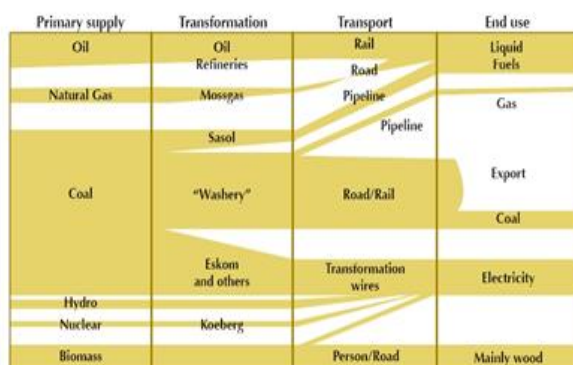 Primary supply Transformation Transport End use
Oil Oil Rail Liquid
Refineries Road Fuels
Natural Gas Mossgas Pipeline Gas
Sasol Pipeline
Coal "Washery" Road/Rail Export
Coal
Eskom Transformation Electricity
and others wires
Hydro
Nuclear Koeberg
Biomass Person/Road Mainly wood